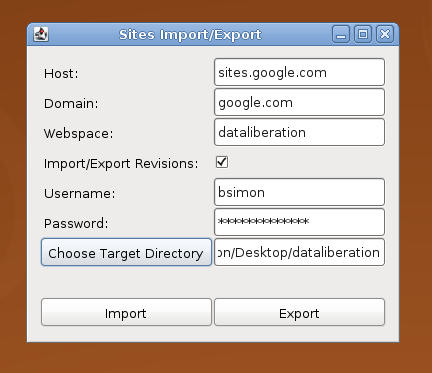 Sites Import/Export
Host: sites.google.com
Domain: google.com
Webspace: dataliberation
Import/Export Revisions:
Username: bsimon
Password: *************
Choose Target Directory on/Desktop/dataliberation
Import Export